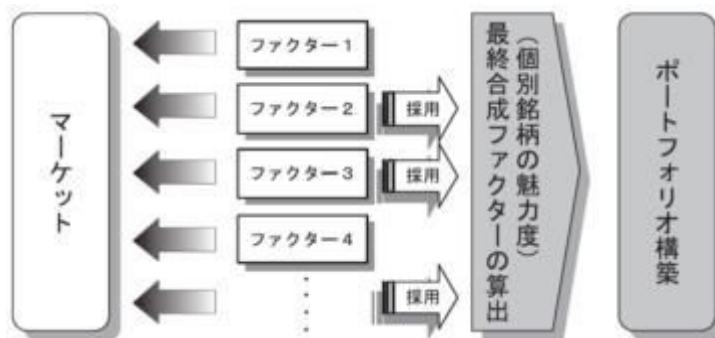 マーケット
ファクター1
ファクター2
採用
ファクター3
採用
ファクター4
採用
(個別銘柄の魅力度)
最終合成ファクターの算出
ポートフォリオ構築